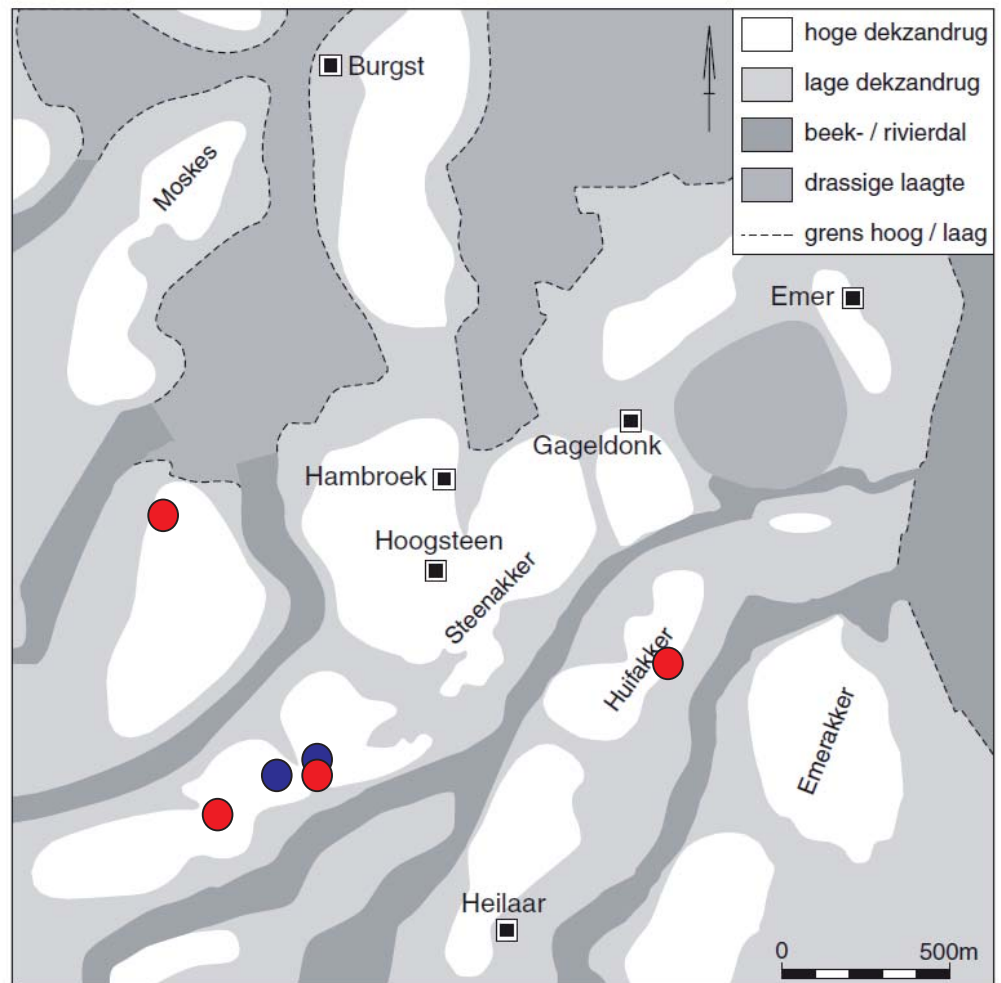 hoge dekzandrug
lage dekzandrug
beek- / rivierdal
drassige laagte
grens hoog / laag
Burgst
Moskes
Emer
Gageldonk
Hambroek
Hoogsteen
Steenakker
Huifakker
Emerakker
Heilaar
0 500m